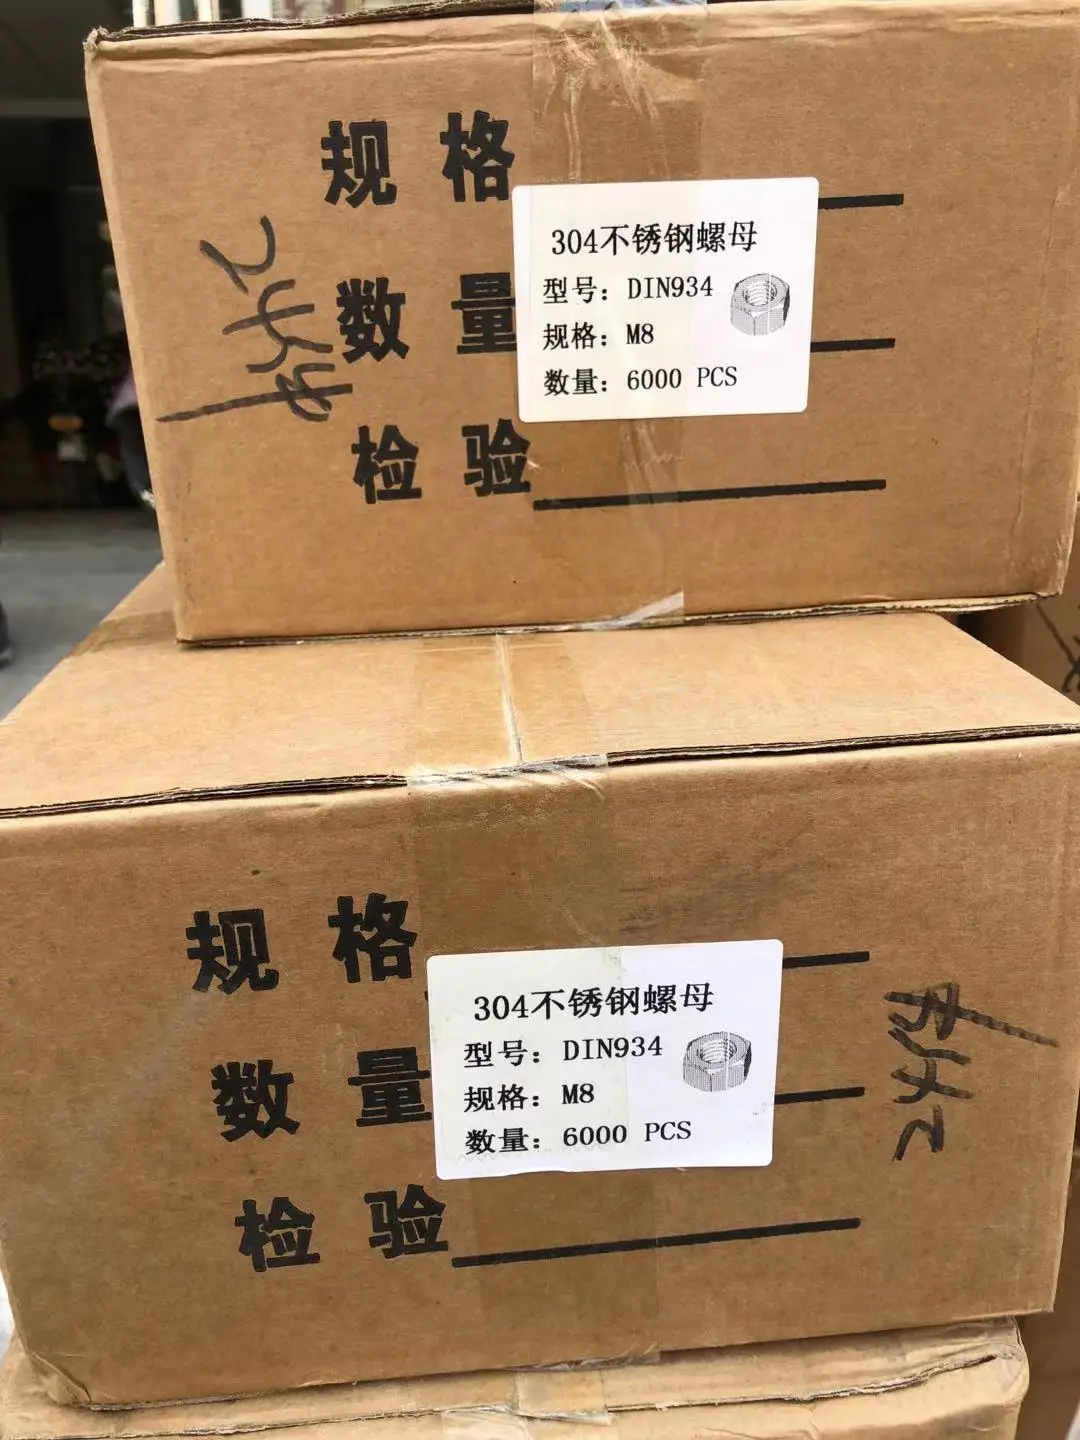 规格
数量
检验
304不锈钢螺母
型号：DIN934
规格：M8
数量：6000 PCS
规格
数量
检验
304不锈钢螺母
型号：DIN934
规格：M8
数量：6000 PCS